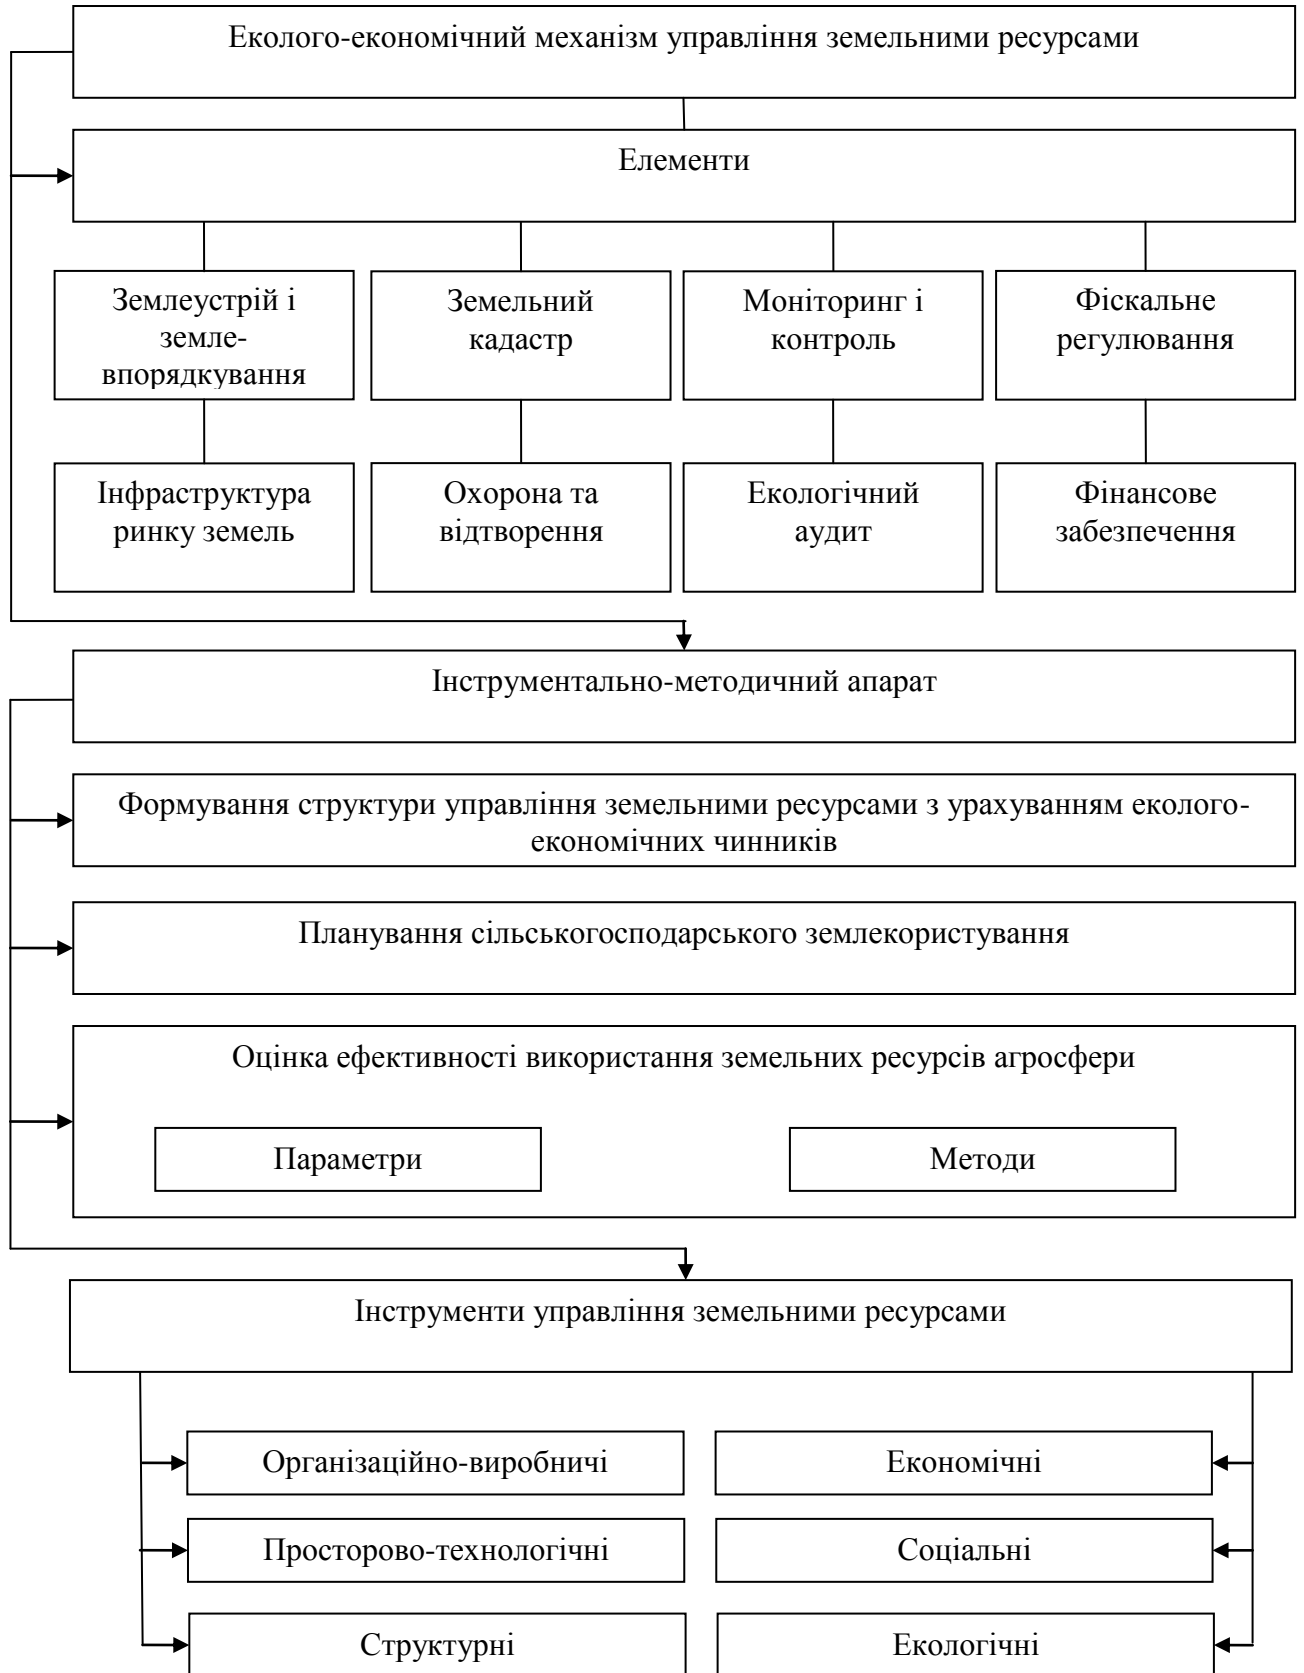 Еколого-економічний механізм управління земельними ресурсами
Елементи
Землеустрій і
земле-
впорядкування
Земельний
кадастр
Моніторинг і
контроль
Фіскальне
регулювання
Інфраструктура
ринку земель
Охорона та
відтворення
Екологічний
аудит
Фінансове
забезпечення
Інструментально-методичний апарат
Формування структури управління земельними ресурсами з урахуванням еколого-
економічних чинників
Планування сільськогосподарського землекористування
Оцінка ефективності використання земельних ресурсів агросфери
Параметри
Методи
Інструменти управління земельними ресурсами
Організаційно-виробничі
Економічні
Просторово-технологічні
Соціальні
Структурні
Екологічні